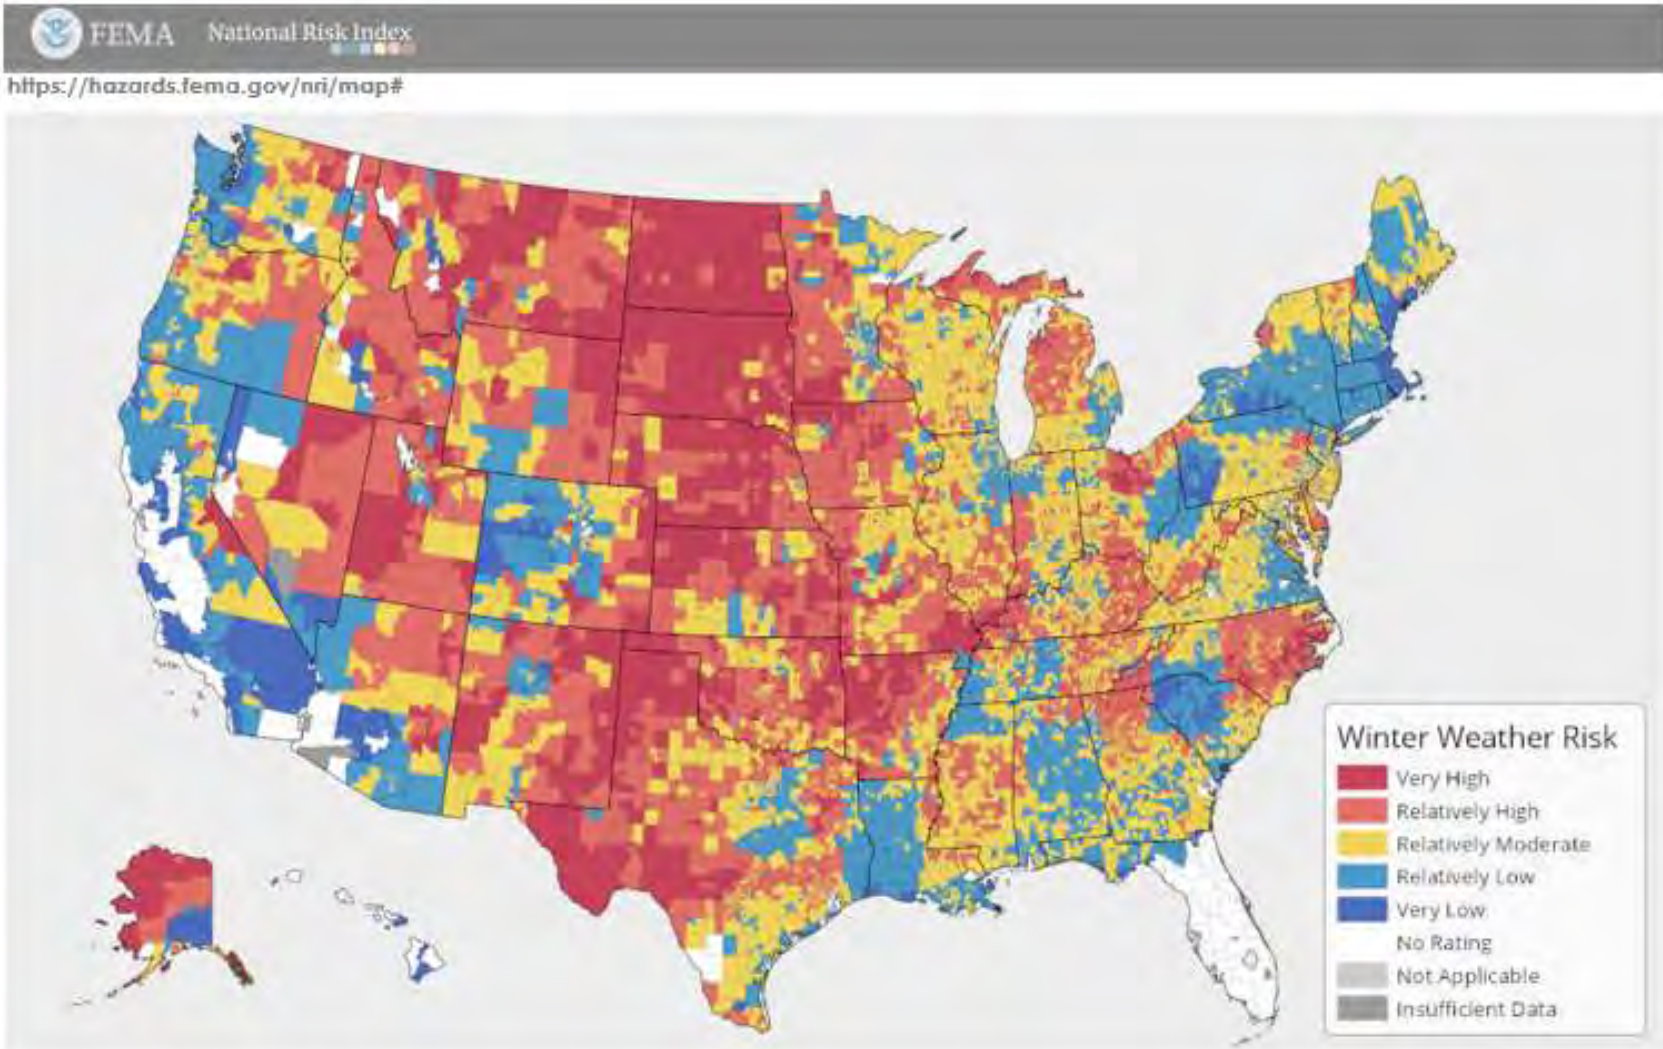 FEMA National Risk Index
https://hazards.fema.gov/nri/map#
Winter Weather Risk
Very High
Relatively High
Relatively Moderate
Relatively Low
Very Low
No Rating
Not Applicable
Insufficient Data